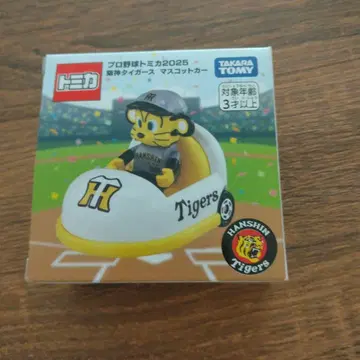 トミカ
プロ野球トミカ2025
阪神タイガース マスコットカー
TAKARA
TOMY
対象年齢
3才以上
HANSHIN
Tigers
HT
HANSHIN
Tigers